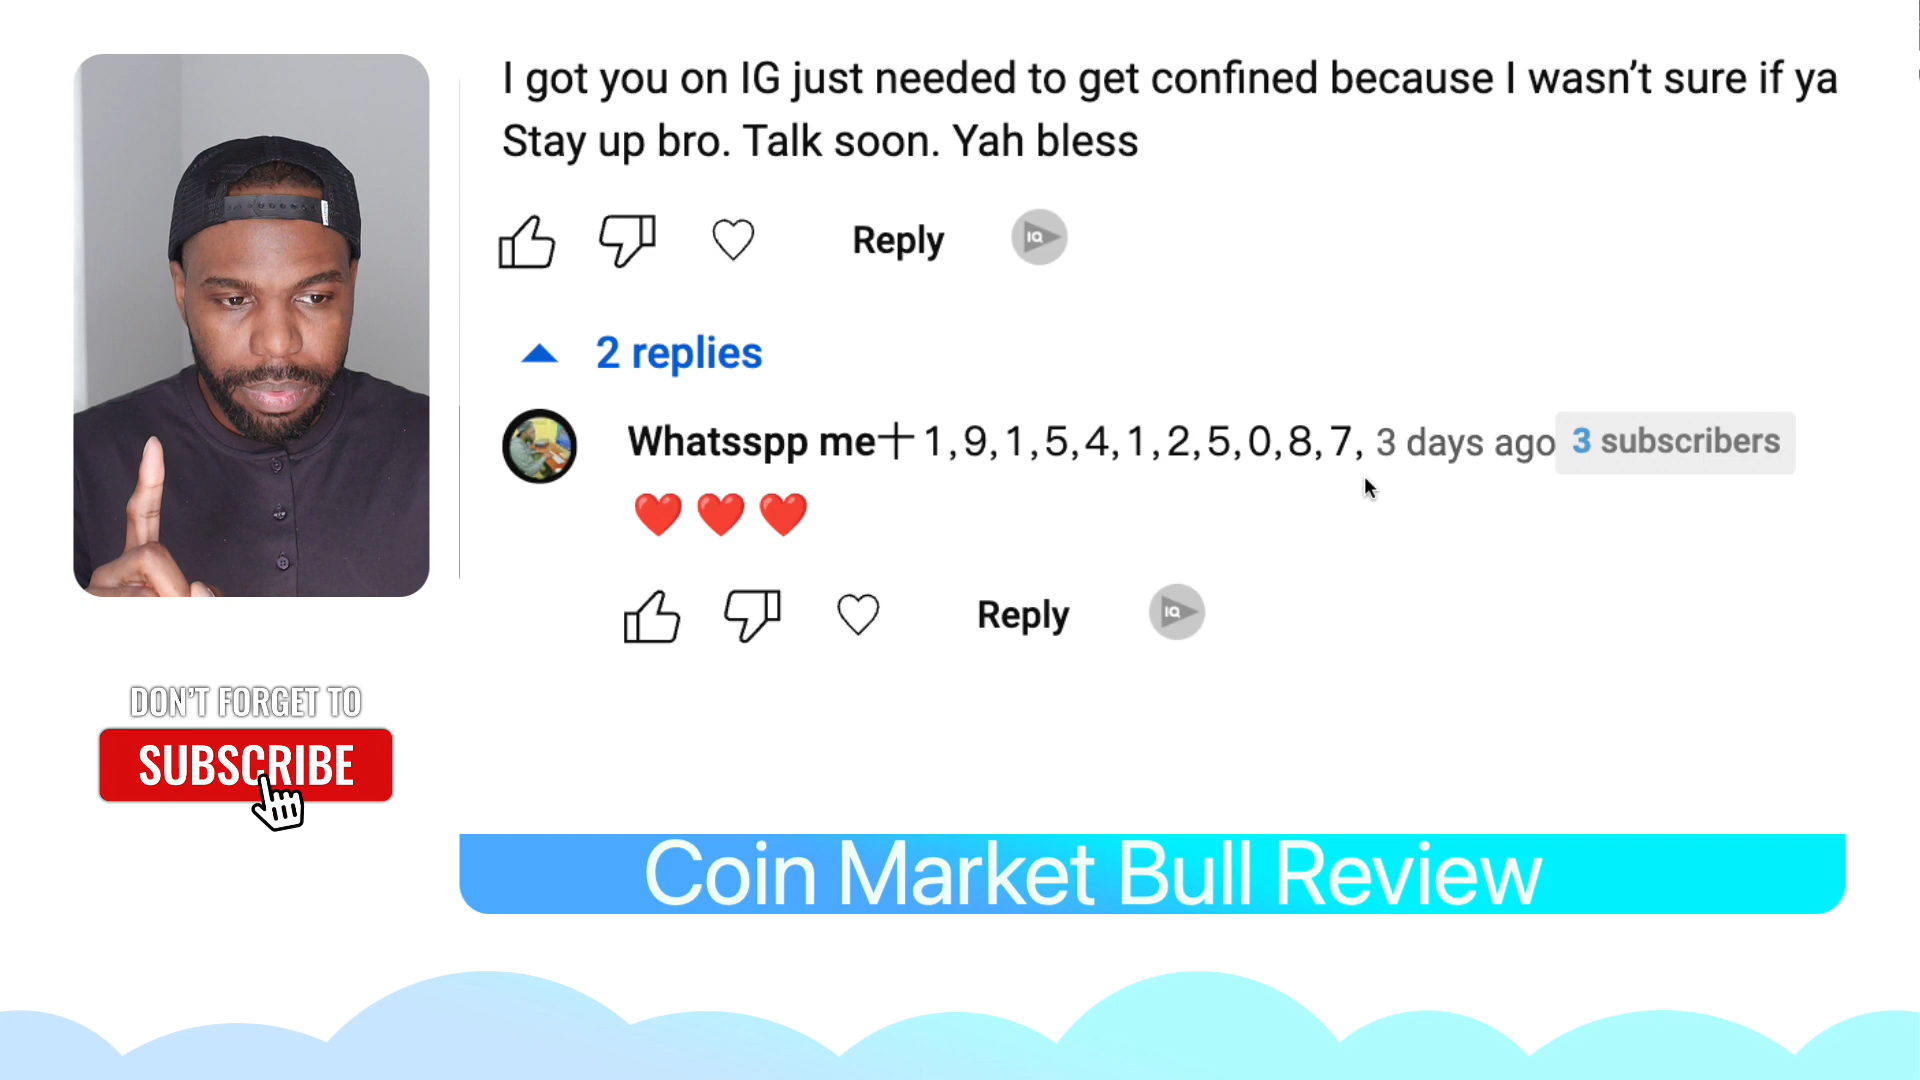 I got you on IG just needed to get confined because I wasn’t sure if ya
Stay up bro. Talk soon. Yah bless
Reply
IQ
2 replies
Whatsspp me+1,9,1,5,4,1,2,5,0,8,7, 3 days ago 3 subscribers
❤️❤️❤️
Reply
IQ
DON'T FORGET TO
SUBSCRIBE
Coin Market Bull Review